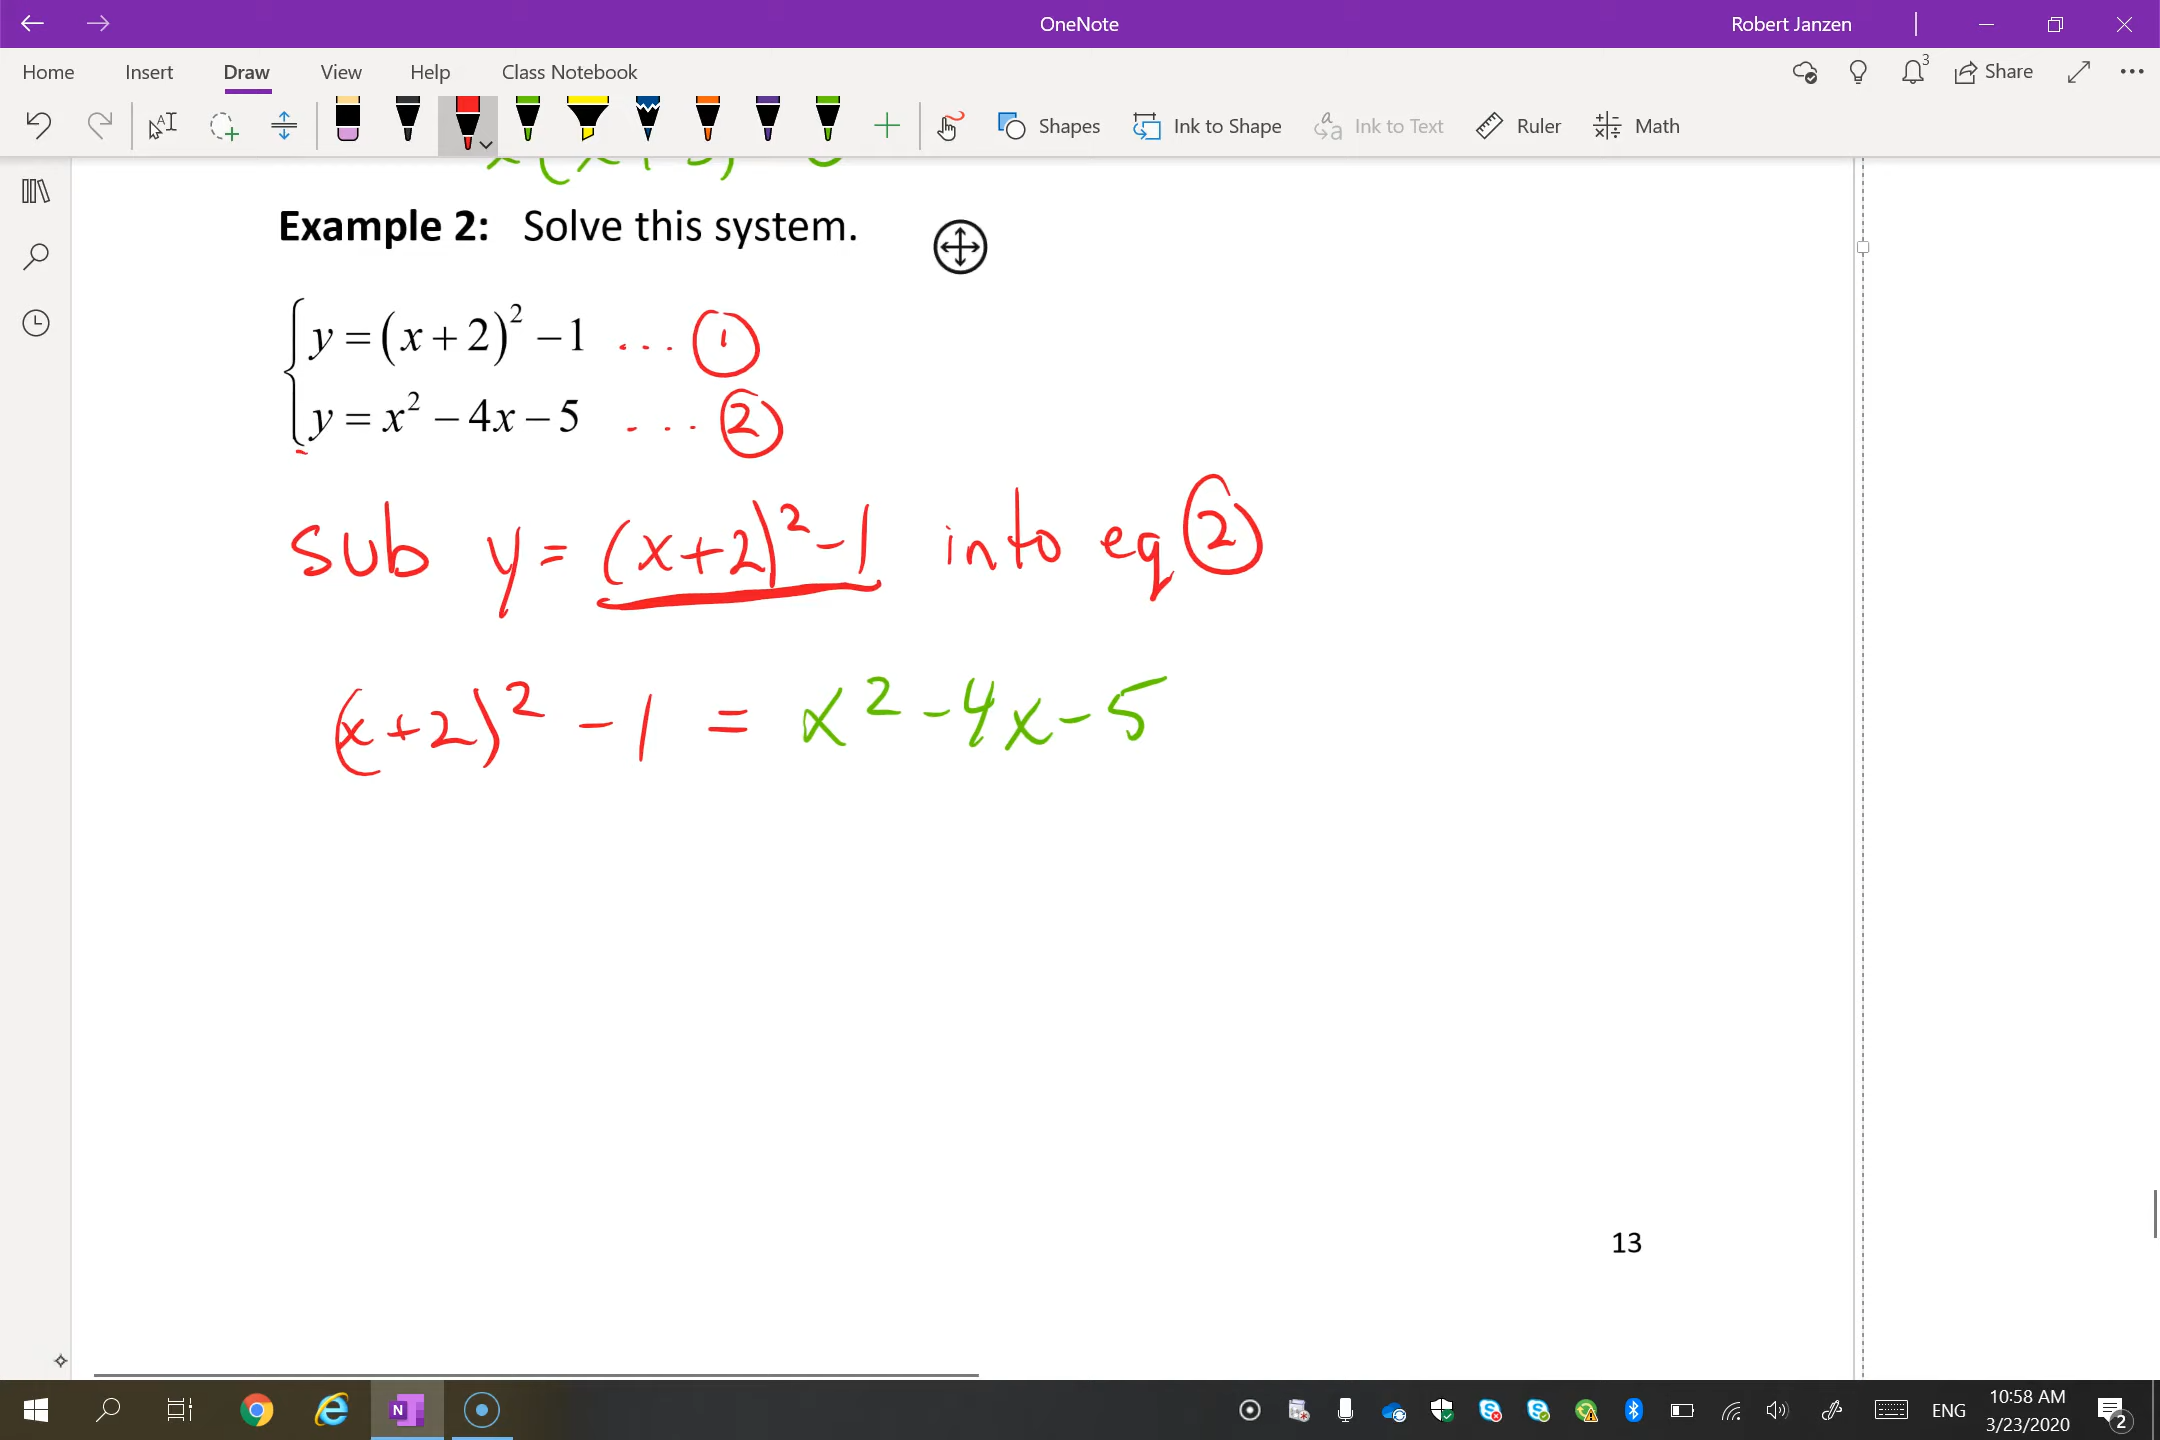 OneNote
Robert Janzen
Home Insert Draw View Help Class Notebook
3
Share
Shapes Ink to Shape Ink to Text Ruler Math
Example 2: Solve this system.
y = (x + 2)² − 1 ... ①
y = x² − 4x − 5 ... ②
sub y = (x+2)² − 1 into eq ②
(x+2)² − 1 = x² − 4x − 5
13
ENG
10:58 AM
3/23/2020
2